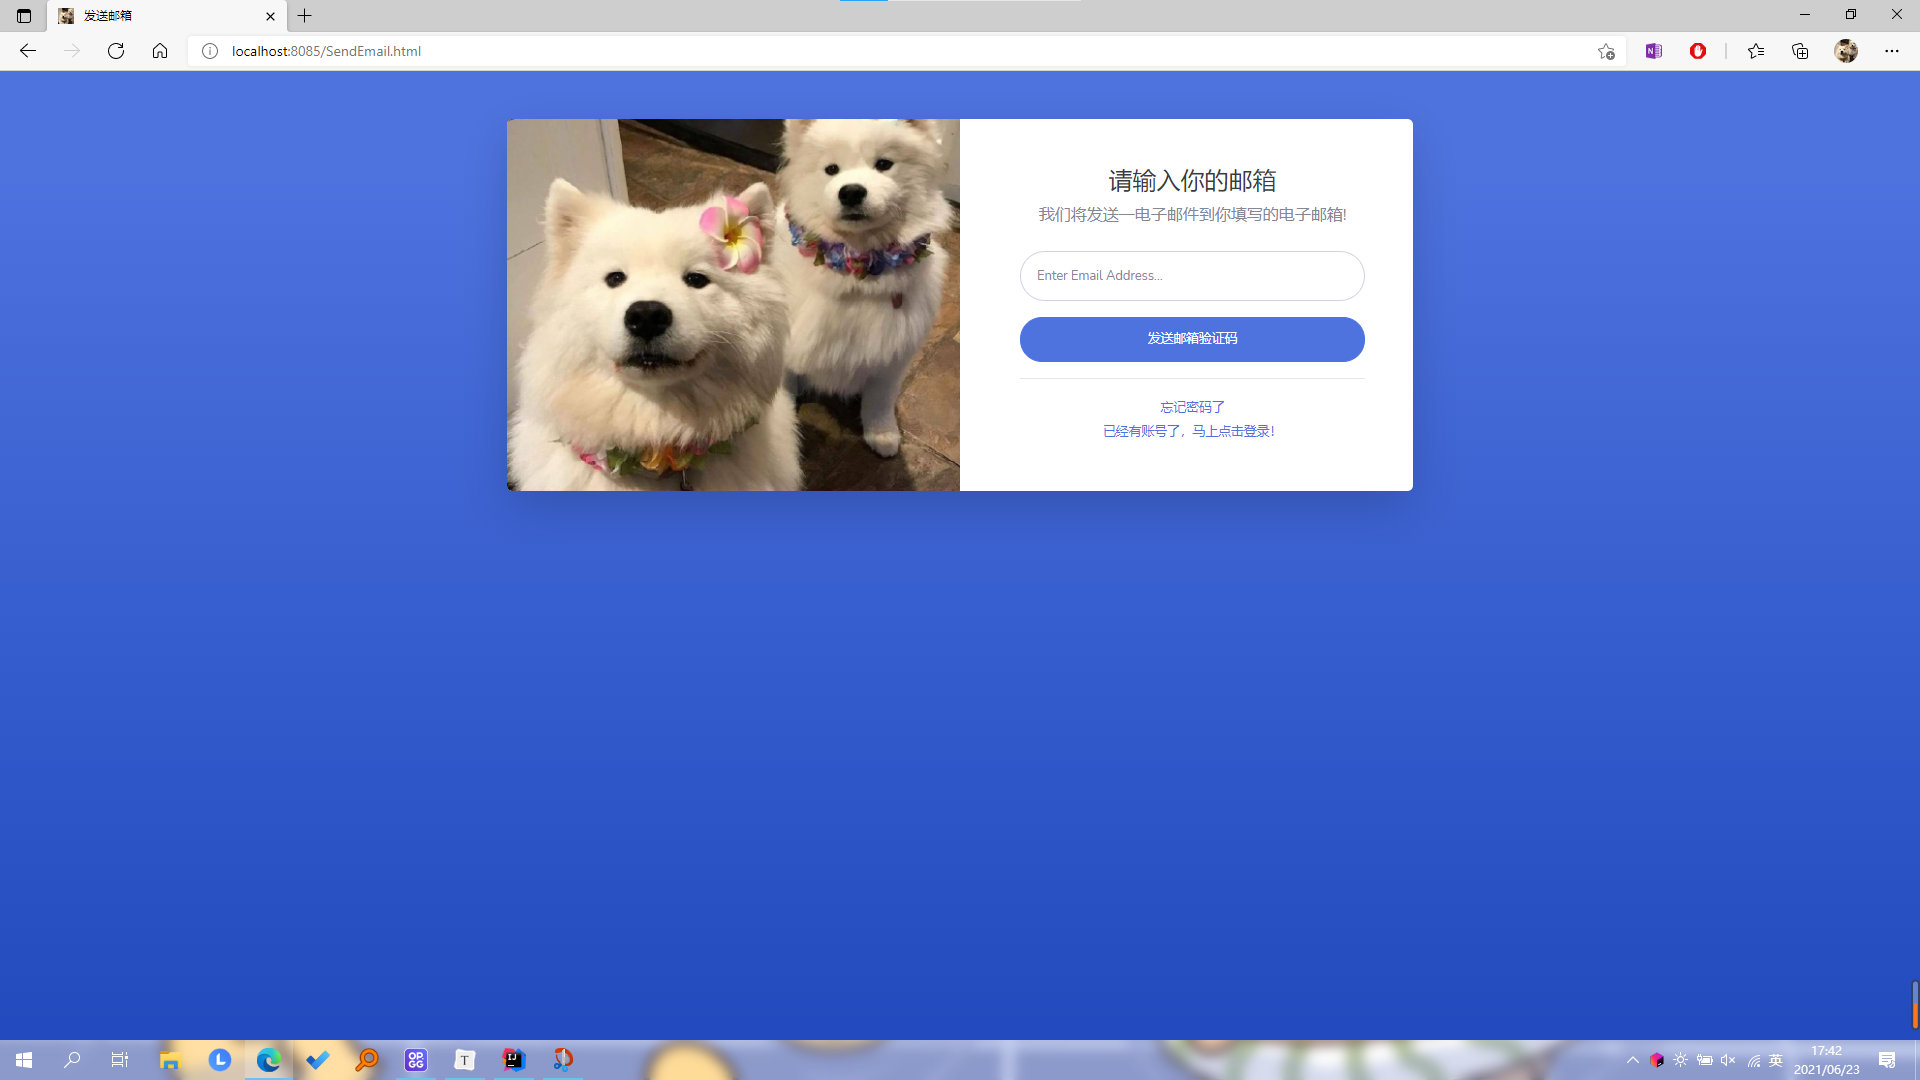 发送邮箱
localhost:8085/SendEmail.html
请输入你的邮箱
我们将发送一电子邮件到你填写的电子邮箱!
Enter Email Address...
发送邮箱验证码
忘记密码了
已经有账号了，马上点击登录!
OP.GG
T
IJ
英
17:42
2021/06/23